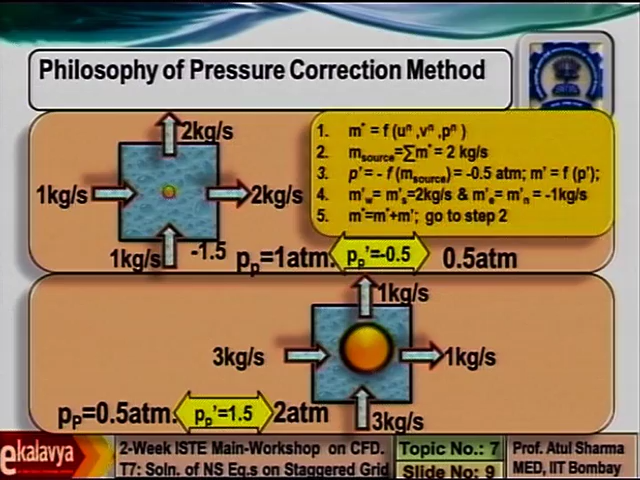 Philosophy of Pressure Correction Method
2kg/s
1kg/s
2kg/s
1kg/s
-1.5
1. m* = f (uⁿ ,vⁿ ,pⁿ )
2. m_source=∑m* = 2 kg/s
3. p'= - f (m_source) = -0.5 atm; m' = f (p');
4. m'_w= m'_s=2kg/s & m'_e= m'_n = -1kg/s
5. m*=m*+m'; go to step 2
p_p=1atm. p_p'=-0.5 0.5atm
1kg/s
3kg/s
1kg/s
3kg/s
p_P=0.5atm. p_p'=1.5 2atm
ekalavya
2-Week ISTE Main-Workshop on CFD.
T7: Soln. of NS Eq.s on Staggered Grid
Topic No.: 7
Slide No.: 9
Prof. Atul Sharma
MED, IIT Bombay